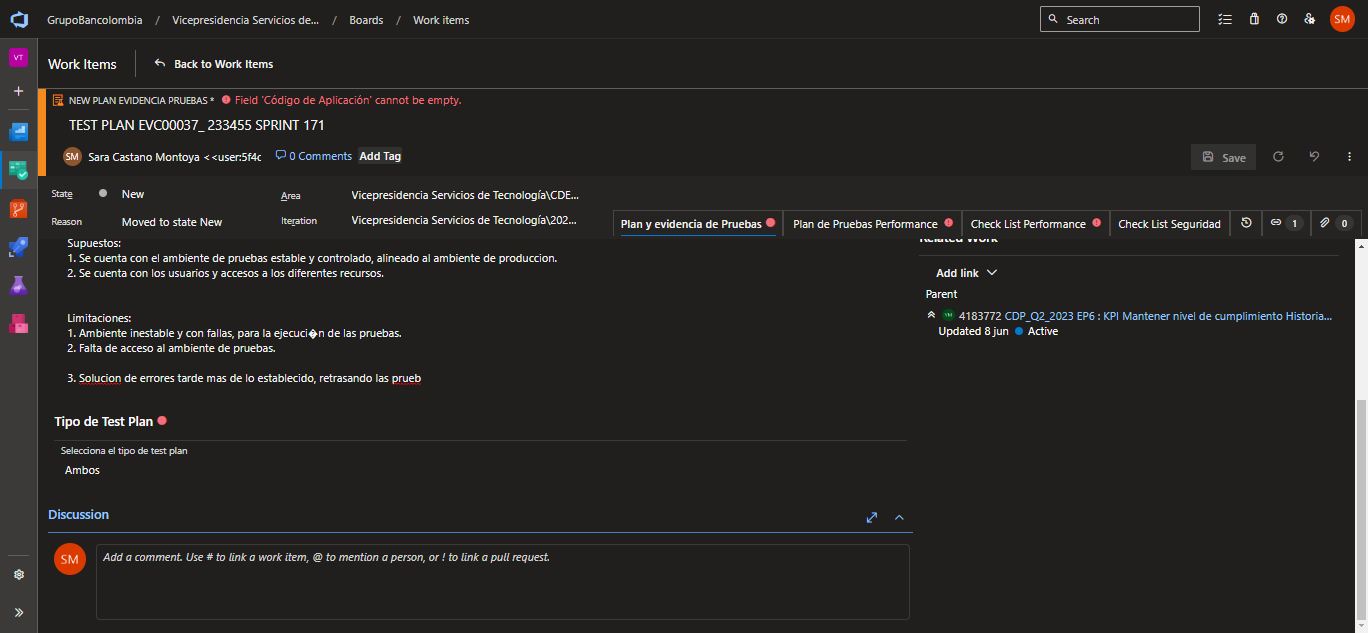 GrupoBancolombia / Vicepresidencia Servicios de... / Boards / Work items
Search
SM
VT
Work Items
Back to Work Items
NEW PLAN EVIDENCIA PRUEBAS * Field 'Código de Aplicación' cannot be empty.
TEST PLAN EVC00037_ 233455 SPRINT 171
SM Sara Castano Montoya <<user:5f4c
0 Comments
Add Tag
Save
State New
Area Vicepresidencia Servicios de Tecnología\CDE...
Reason Moved to state New
Iteration Vicepresidencia Servicios de Tecnología\202...
Plan y evidencia de Pruebas
Plan de Pruebas Performance
Check List Performance
Check List Seguridad
1
0
Supuestos:
1. Se cuenta con el ambiente de pruebas estable y controlado, alineado al ambiente de produccion.
2. Se cuenta con los usuarios y accesos a los diferentes recursos.
Limitaciones:
1. Ambiente inestable y con fallas, para la ejecuci�n de las pruebas.
2. Falta de acceso al ambiente de pruebas.
3. Solucion de errores tarde mas de lo establecido, retrasando las prueb
Tipo de Test Plan
Selecciona el tipo de test plan
Ambos
Discussion
SM
Add a comment. Use # to link a work item, @ to mention a person, or ! to link a pull request.
Related Work
Add link
Parent
4183772 CDP_Q2_2023 EP6 : KPI Mantener nivel de cumplimiento Historia...
Updated 8 jun Active